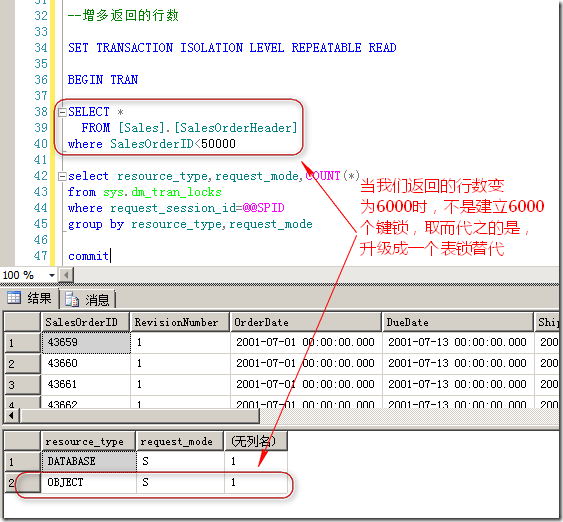 31
32 --增多返回的行数
33
34 SET TRANSACTION ISOLATION LEVEL REPEATABLE READ
35
36 BEGIN TRAN
37
38 SELECT *
39 FROM [Sales].[SalesOrderHeader]
40 where SalesOrderID<50000
41
42 select resource_type,request_mode,COUNT(*)
43 from sys.dm_tran_locks
44 where request_session_id=@@SPID
45 group by resource_type,request_mode
46
47 commit
当我们返回的行数变
为6000时，不是建立6000
个键锁，取而代之的是，
升级成一个表锁替代
100 %
结果 消息
SalesOrderID RevisionNumber OrderDate DueDate Ship
1 43659 1 2001-07-01 00:00:00.000 2001-07-13 00:00:00.000 200
2 43660 1 2001-07-01 00:00:00.000 2001-07-13 00:00:00.000 200
3 43661 1 2001-07-01 00:00:00.000 2001-07-13 00:00:00.000 200
4 43662 1 2001-07-01 00:00:00.000 2001-07-13 00:00:00.000 200
resource_type request_mode (无列名)
1 DATABASE S 1
2 OBJECT S 1